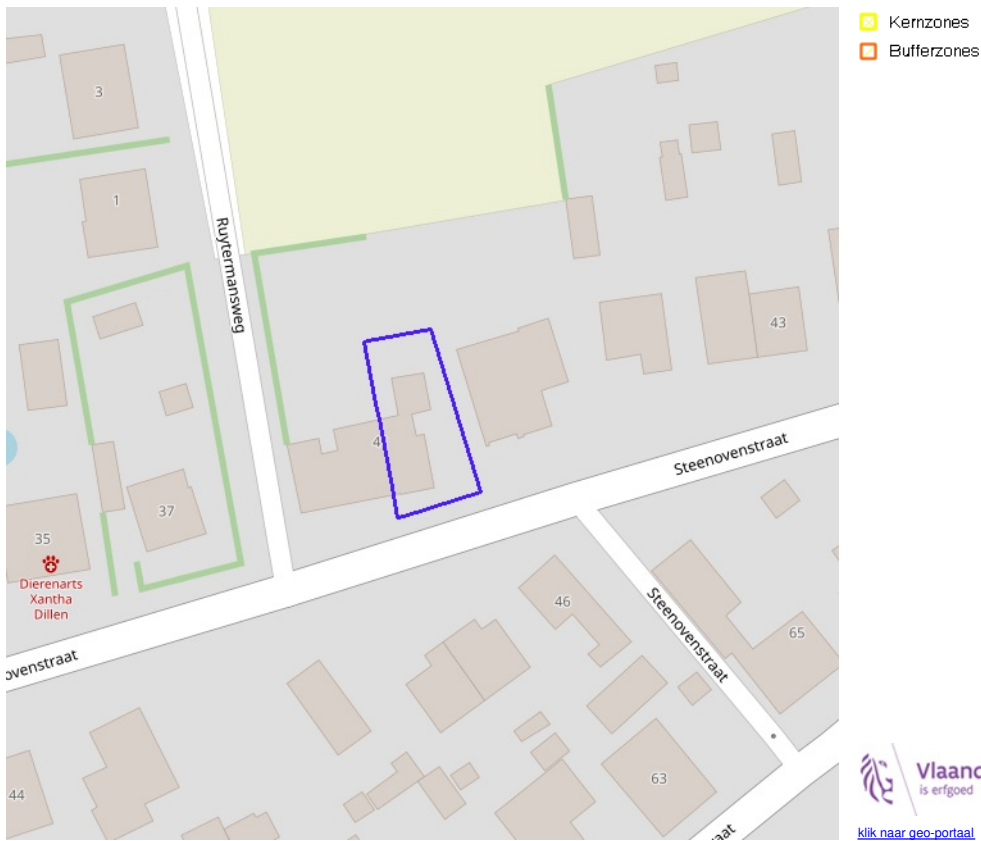 Kernzones
Bufferzones
3
1
Ruytermansweg
43
4
Steenovenstraat
37
35
Dierenarts
Xantha
Dillen
46
Steenovenstraat
65
ovenstraat
63
44
aat
Vlaand
is erfgoed
klik naar geo-portaal